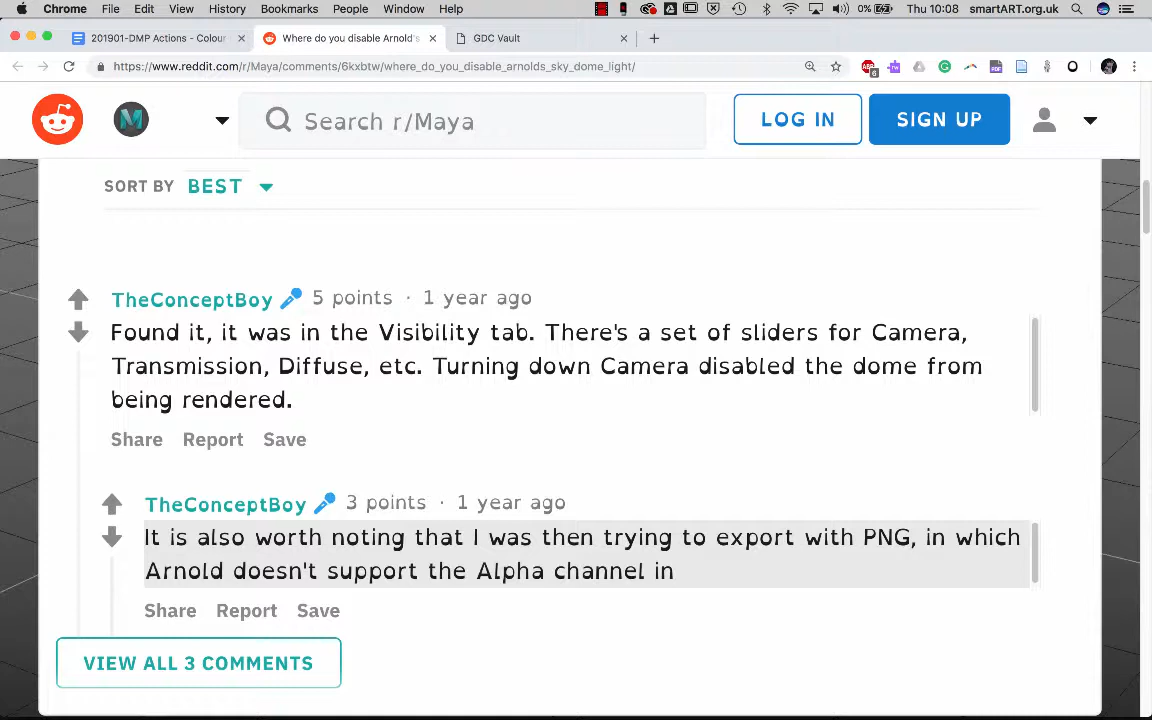 Chrome File Edit View History Bookmarks People Window Help 0% Thu 10:08 smartART.org.uk
201901-DMP Actions - Colour Where do you disable Arnold's GDC Vault
https://www.reddit.com/r/Maya/comments/6kxbtw/where_do_you_disable_arnolds_sky_dome_light/
M Search r/Maya LOG IN SIGN UP
SORT BY BEST
TheConceptBoy 5 points · 1 year ago
Found it, it was in the Visibility tab. There's a set of sliders for Camera,
Transmission, Diffuse, etc. Turning down Camera disabled the dome from
being rendered.
Share Report Save
TheConceptBoy 3 points · 1 year ago
It is also worth noting that I was then trying to export with PNG, in which
Arnold doesn't support the Alpha channel in
Share Report Save
VIEW ALL 3 COMMENTS